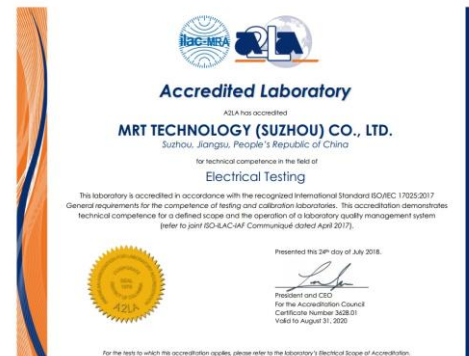 ilac-MRA
A2LA
Accredited Laboratory
A2LA has accredited
MRT TECHNOLOGY (SUZHOU) CO., LTD.
Suzhou, Jiangsu, People's Republic of China
for technical competence in the field of
Electrical Testing
This laboratory is accredited in accordance with the recognized International Standard ISO/IEC 17025:2017
General requirements for the competence of testing and calibration laboratories. This accreditation demonstrates
technical competence for a defined scope and the operation of a laboratory quality management system
(refer to joint ISO-ILAC-IAF Communiqué dated April 2017).
Presented this 24th day of July 2018.
President and CEO
For the Accreditation Council
Certificate Number 3628.01
Valid to August 31, 2020
SEAL
1978
A2LA
For the tests to which this accreditation applies, please refer to the laboratory's Electrical Scope of Accreditation.